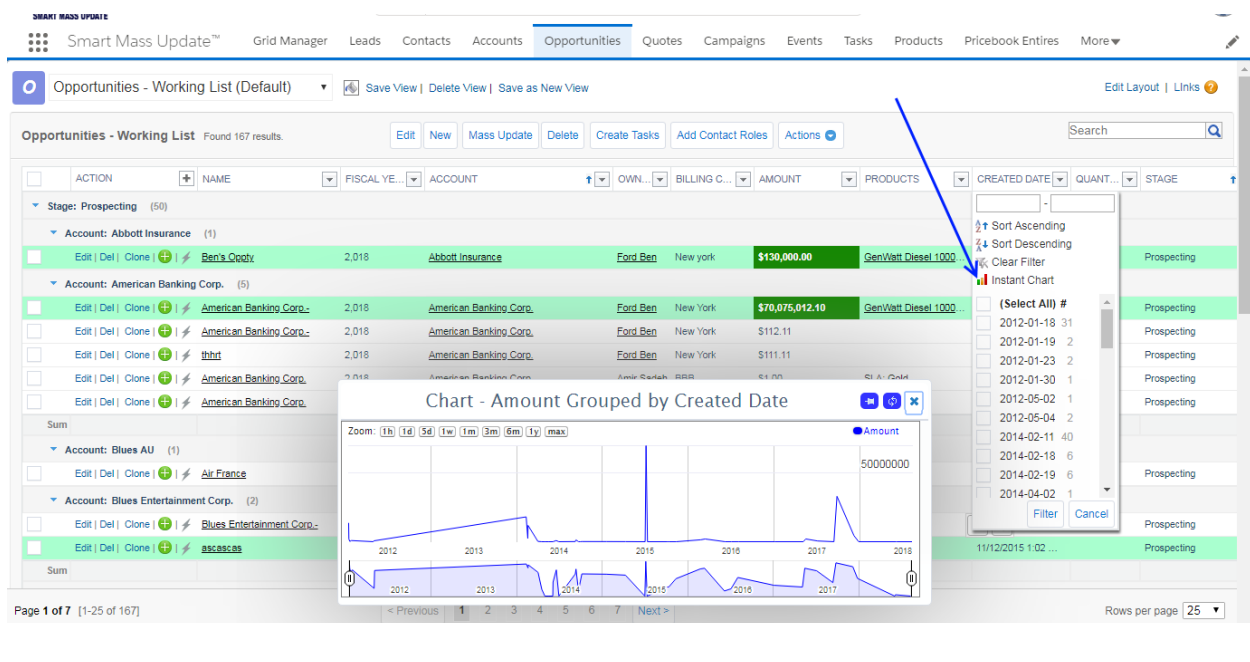 SMART MASS UPDATE
Smart Mass Update™ Grid Manager Leads Contacts Accounts Opportunities Quotes Campaigns Events Tasks Products Pricebook Entires More
O Opportunities - Working List (Default) Save View | Delete View | Save as New View Edit Layout | LInks ?
Opportunities - Working List Found 167 results. Edit New Mass Update Delete Create Tasks Add Contact Roles Actions Search
ACTION + NAME FISCAL YE... ACCOUNT OWN... BILLING C... AMOUNT PRODUCTS CREATED DATE QUANT... STAGE
Stage: Prospecting (50)
-
Account: Abbott Insurance (1)
Sort Ascending
Sort Descending
Edit | Del | Clone | Ben's Oppty 2,018 Abbott Insurance Ford Ben New york $130,000.00 GenWatt Diesel 1000... Prospecting
Clear Filter
Account: American Banking Corp. (5)
Instant Chart
(Select All) #
Edit | Del | Clone | American Banking Corp.- 2,018 American Banking Corp. Ford Ben New York $70,075,012.10 GenWatt Diesel 1000... Prospecting
2012-01-18 31
Edit | Del | Clone | American Banking Corp.- 2,018 American Banking Corp. Ford Ben New York $112.11 Prospecting
2012-01-19 2
Edit | Del | Clone | thhrt 2,018 American Banking Corp. Ford Ben New York $111.11 Prospecting
2012-01-23 2
Edit | Del | Clone | American Banking Corp. 2,018 American Banking Corp. Amir Sadeh BBB $1.00 SLA: Gold Prospecting
2012-01-30 1
Edit | Del | Clone | American Banking Corp. Prospecting
2012-05-02 1
2012-05-04 2
Sum
2014-02-11 40
Account: Blues AU (1)
2014-02-18 6
Edit | Del | Clone | Air France Prospecting
2014-02-19 6
2014-04-02 1
Account: Blues Entertainment Corp. (2)
Filter Cancel
Edit | Del | Clone | Blues Entertainment Corp.- Prospecting
Edit | Del | Clone | ascascas 11/12/2015 1:02 ... Prospecting
Sum
Chart - Amount Grouped by Created Date
Zoom: 1h 1d 5d 1w 1m 3m 6m 1y max Amount
50000000
2012 2013 2014 2015 2016 2017 2018
2012 2013 2014 2015 2016 2017
Page 1 of 7 [1-25 of 167] < Previous 1 2 3 4 5 6 7 Next > Rows per page 25